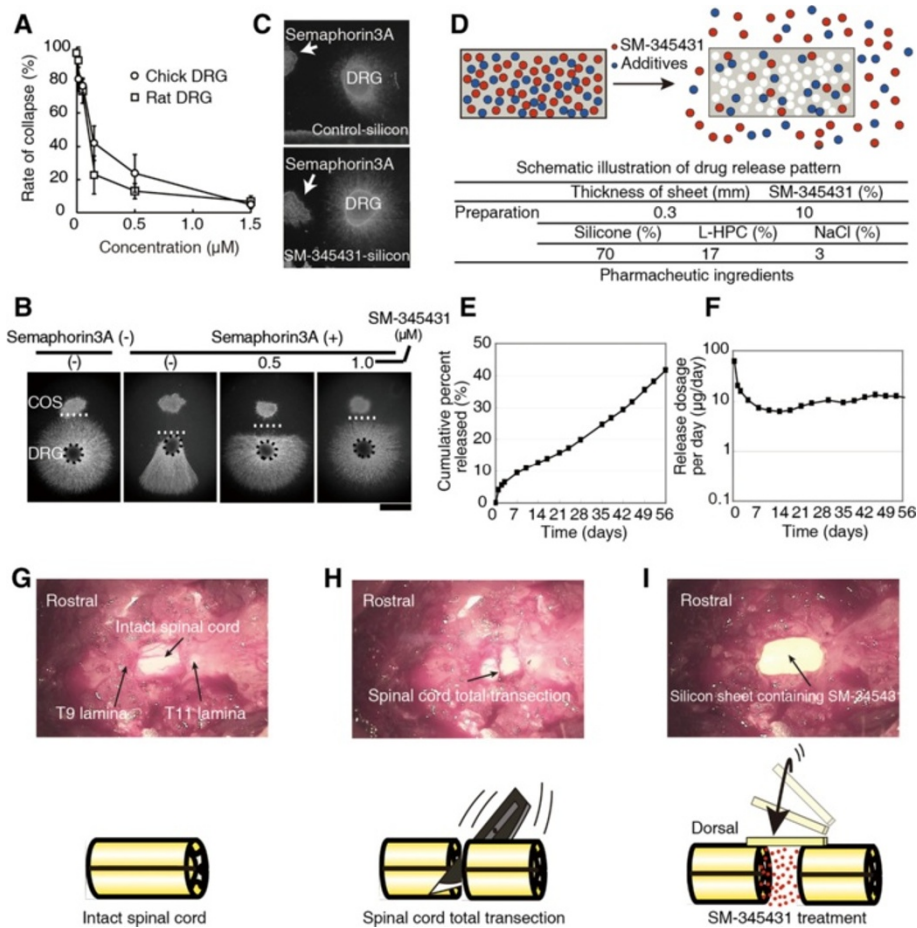 A
Rate of collapse (%)
100
80
60
40
20
0
Chick DRG
Rat DRG
0
0.5
1.0
1.5
Concentration (µM)
C
Semaphorin3A
DRG
Control-silicon
Semaphorin3A
DRG
SM-345431-silicon
D
SM-345431
Additives
Schematic illustration of drug release pattern
Thickness of sheet (mm) SM-345431 (%)
Preparation
0.3 10
Silicone (%) L-HPC (%) NaCl (%)
70 17 3
Pharmacheutic ingredients
B
Semaphorin3A (-) Semaphorin3A (+)
SM-345431
(µM)
(-) (-) 0.5 1.0
COS
DRG
E
Cumulative percent
released (%)
50
40
30
20
10
0
0 7 14 21 28 35 42 49 56
Time (days)
F
Release dosage
per day (µg/day)
100
10
1
0.1
0 7 14 21 28 35 42 49 56
Time (days)
G
Rostral
Intact spinal cord
T9 lamina
T11 lamina
Intact spinal cord
H
Rostral
Spinal cord total transection
Spinal cord total transection
I
Rostral
Silicon sheet containing SM-345431
Dorsal
SM-345431 treatment